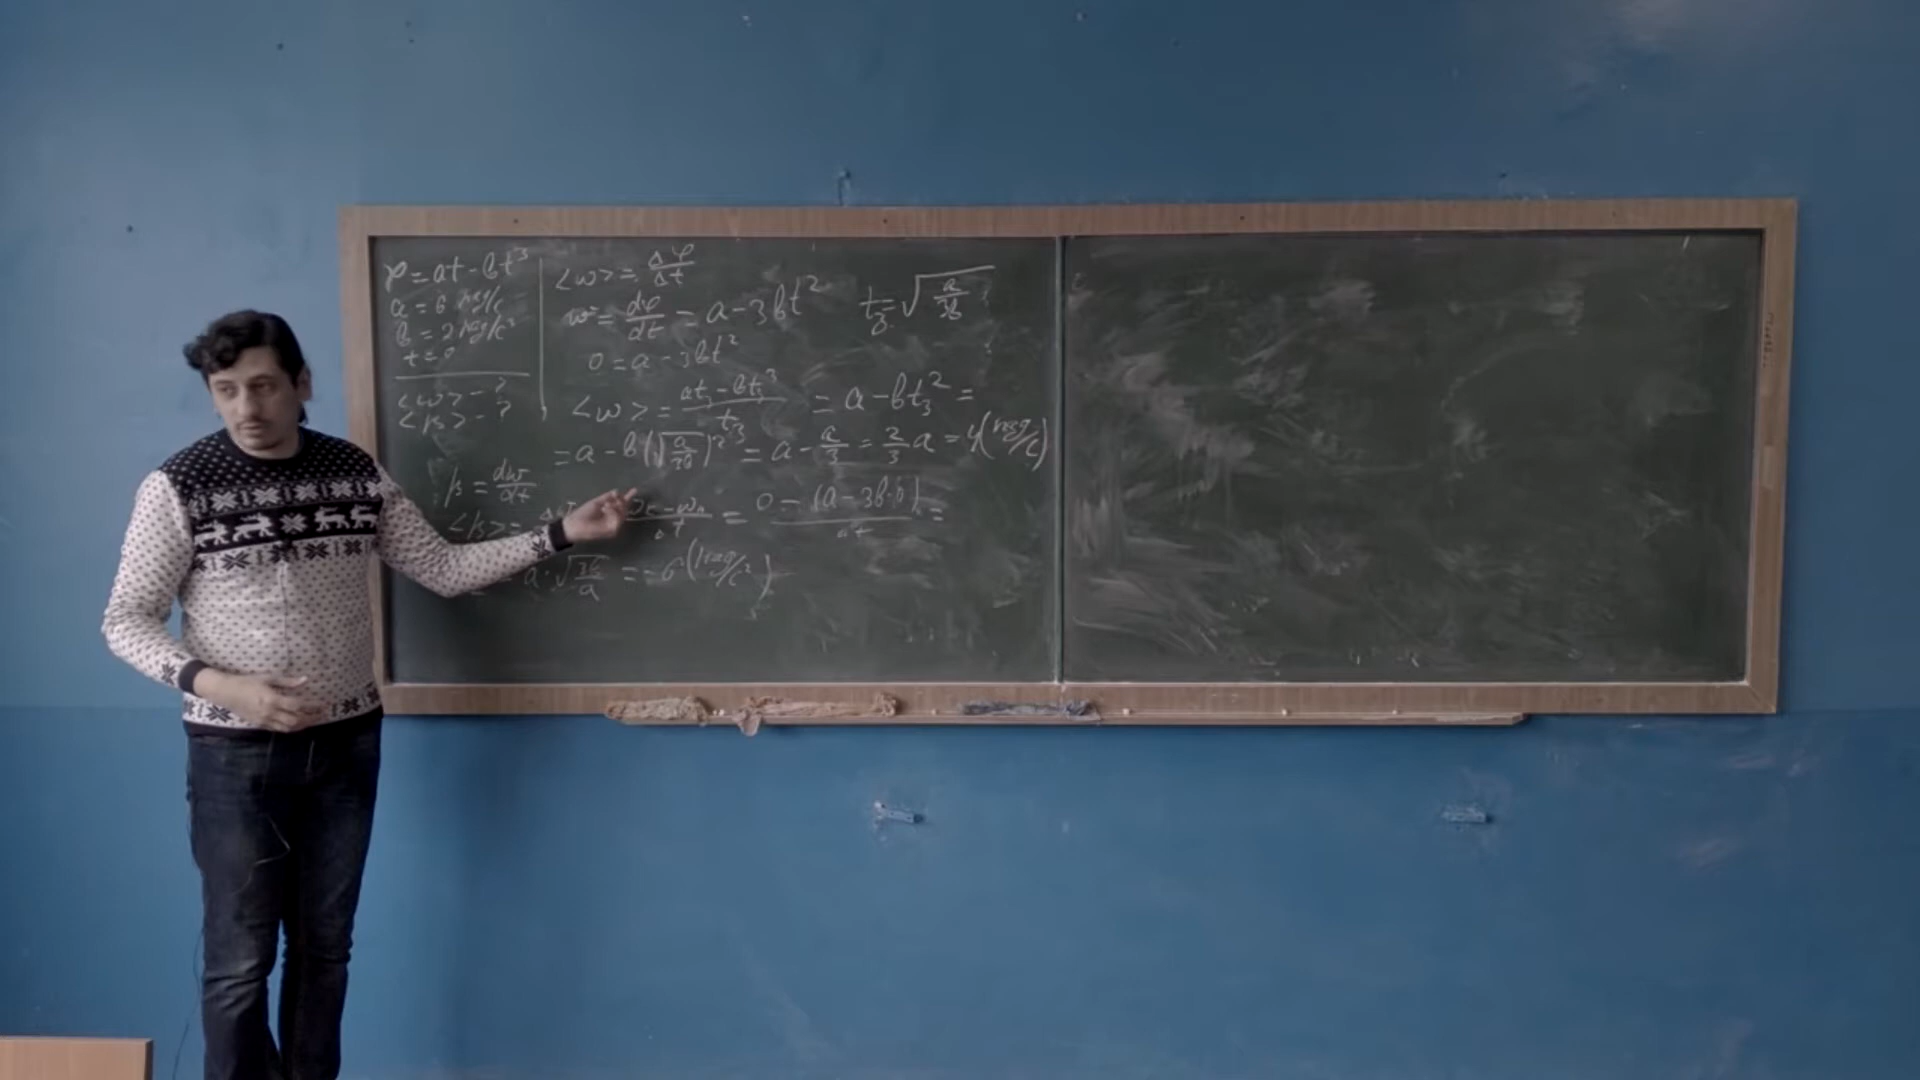 φ = at - bt³
a = 6 рад/с
b = 2 рад/с³
t = 0
<ω> - ?
<β> - ?
<ω> = Δφ/Δt
ω = dφ/dt = a - 3bt²
t₃ = √(a/3b)
0 = a - 3bt²
<ω> = (at₃ - bt₃³)/t₃ = a - bt₃² =
= a - b(√(a/3b))² = a - a/3 = 2/3 a = 4 (рад/с)
β = dω/dt
<β> =
= (0 - (a - 3b·0))/Δt =
a·√(3b/a) = -6 (рад/с²)